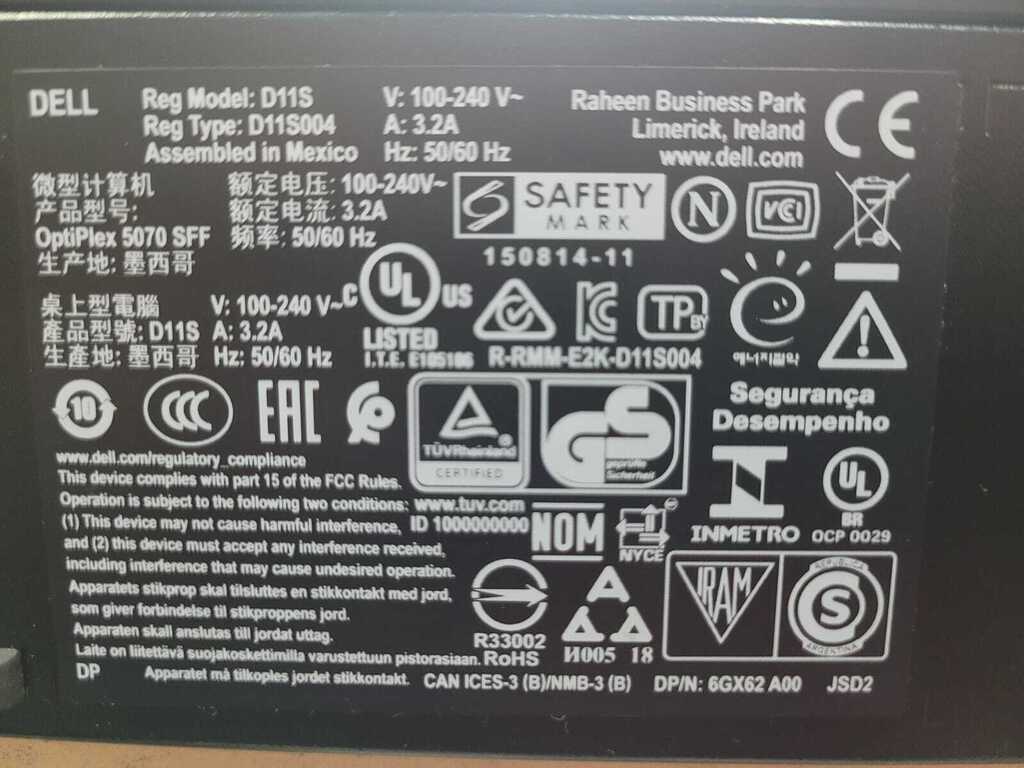 DELL
Reg Model: D11S
Reg Type: D11S004
Assembled in Mexico
V: 100-240 V~
A: 3.2A
Hz: 50/60 Hz
Raheen Business Park
Limerick, Ireland
www.dell.com
CE
微型计算机
产品型号:
OptiPlex 5070 SFF
生产地: 墨西哥
额定电压: 100-240V~
额定电流: 3.2A
频率: 50/60 Hz
SAFETY
MARK
150814-11
N
VCCI
桌上型電腦
產品型號: D11S
生產地: 墨西哥
V: 100-240 V~
A: 3.2A
Hz: 50/60 Hz
C UL US
LISTED
I.T.E. E185186
KC
TP
BY
R-RMM-E2K-D11S004
e
에너지절약
10
CCC
EAC
TÜVRheinland
CERTIFIED
GS
geprüfte
Sicherheit
Segurança
Desempenho
INMETRO
UL
BR
OCP 0029
www.dell.com/regulatory_compliance
This device complies with part 15 of the FCC Rules.
Operation is subject to the following two conditions:
(1) This device may not cause harmful interference,
and (2) this device must accept any interference received,
including interference that may cause undesired operation.
www.tuv.com
ID 1000000000
NOM
NYCE
Apparatets stikprop skal tilsluttes en stikkontakt med jord,
som giver forbindelse til stikproppens jord.
Apparaten skall anslutas till jordat uttag.
Laite on liitettävä suojakoskettimilla varustettuun pistorasiaan.
R33002
RoHS
И005 18
IRAM
REPUBLICA
S
ARGENTINA
DP
Apparatet må tilkoples jordet stikkontakt.
CAN ICES-3 (B)/NMB-3 (B)
DP/N: 6GX62 A00
JSD2